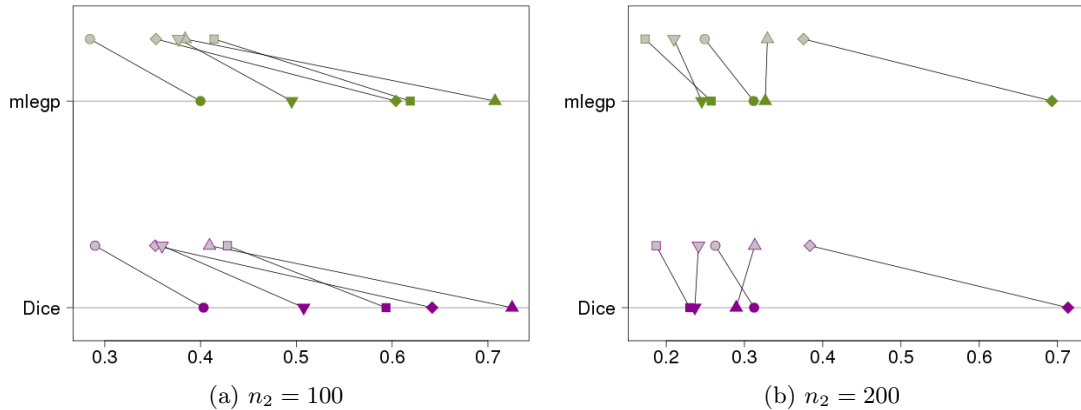 mlegp
Dice
0.3 0.4 0.5 0.6 0.7
(a) n₂ = 100
mlegp
Dice
0.2 0.3 0.4 0.5 0.6 0.7
(b) n₂ = 200